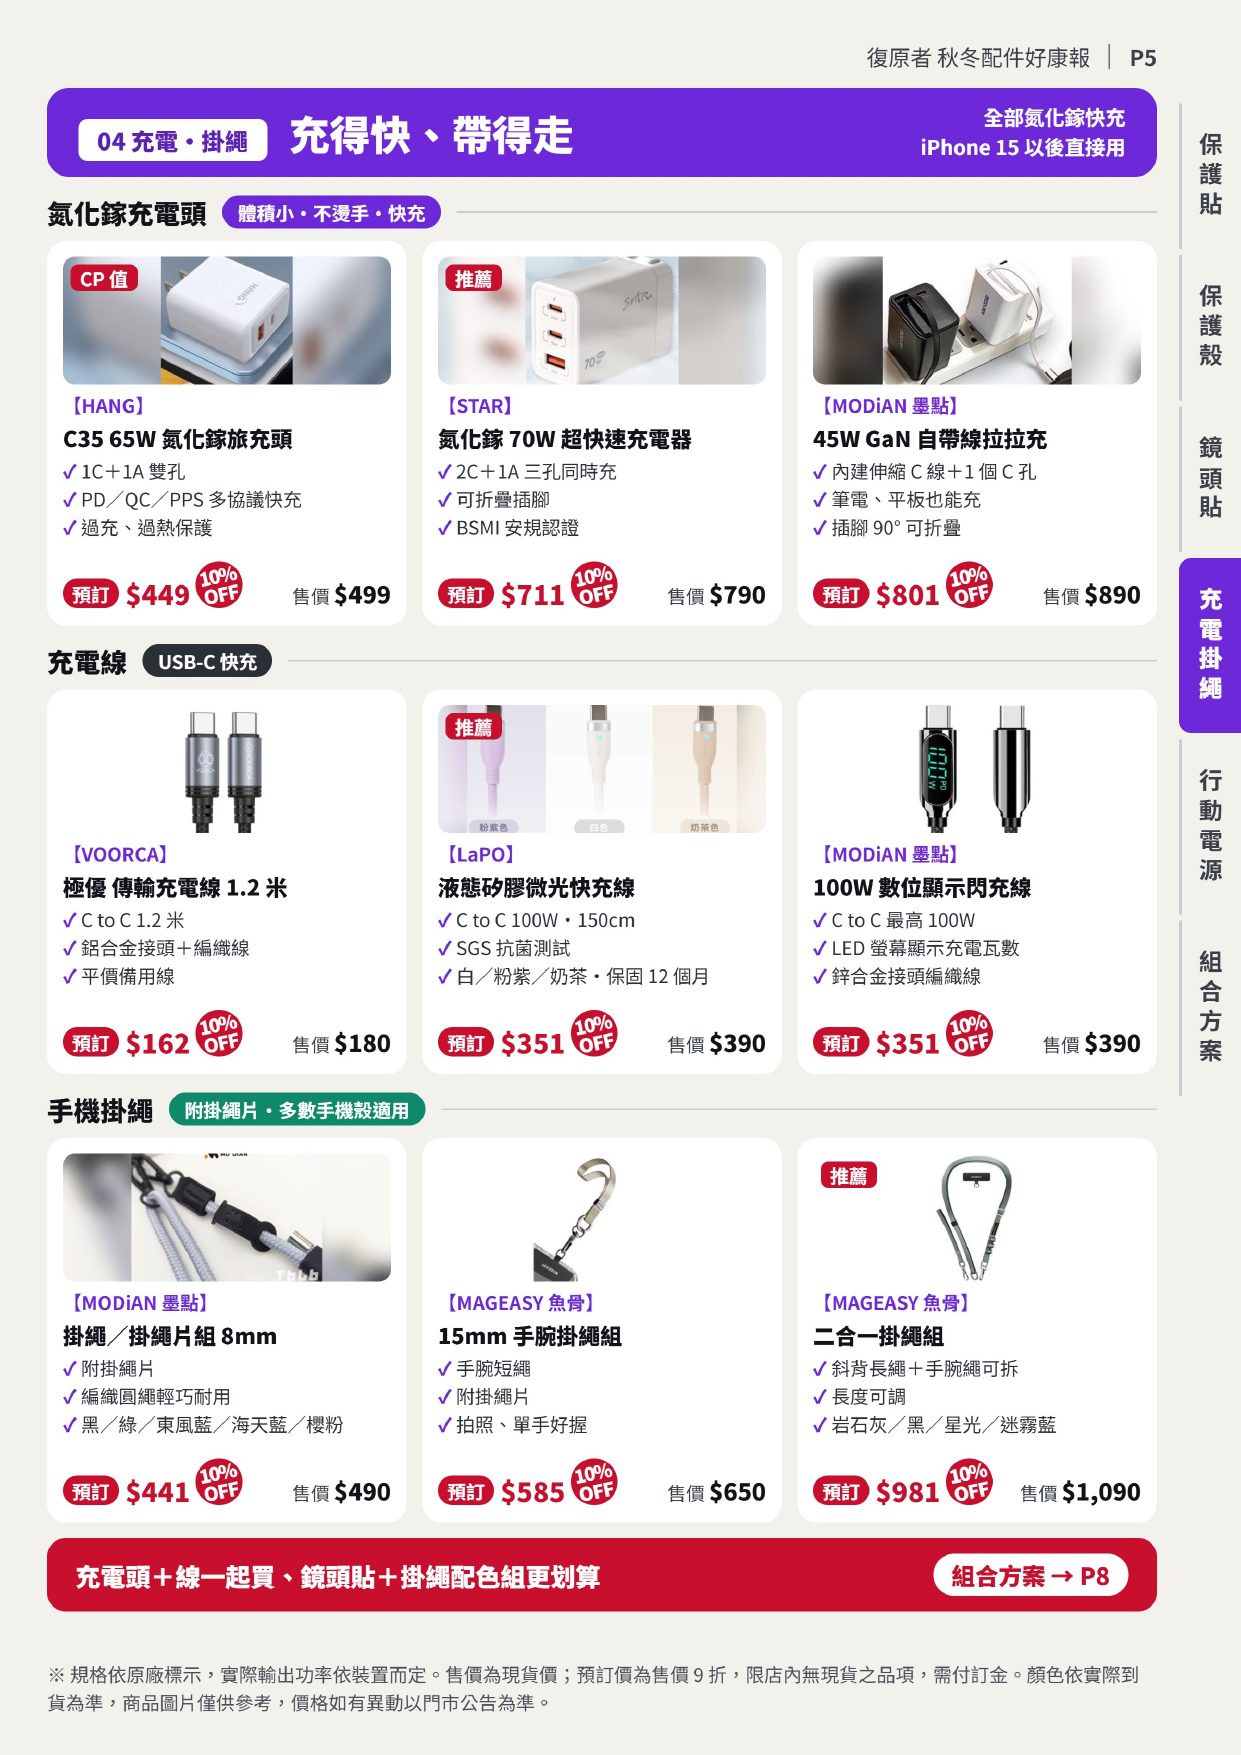 復原者 秋冬配件好康報 | P5
04 充電・掛繩
充得快、帶得走
全部氮化鎵快充
iPhone 15 以後直接用
氮化鎵充電頭
體積小・不燙手・快充
CP 值
【HANG】
C35 65W 氮化鎵旅充頭
✓ 1C＋1A 雙孔
✓ PD／QC／PPS 多協議快充
✓ 過充、過熱保護
預訂 $449 10% OFF 售價 $499
推薦
70W
【STAR】
氮化鎵 70W 超快速充電器
✓ 2C＋1A 三孔同時充
✓ 可折疊插腳
✓ BSMI 安規認證
預訂 $711 10% OFF 售價 $790
【MODiAN 墨點】
45W GaN 自帶線拉拉充
✓ 內建伸縮 C 線＋1 個 C 孔
✓ 筆電、平板也能充
✓ 插腳 90° 可折疊
預訂 $801 10% OFF 售價 $890
充電線
USB-C 快充
VOORCA
【VOORCA】
極優 傳輸充電線 1.2 米
✓ C to C 1.2 米
✓ 鋁合金接頭＋編織線
✓ 平價備用線
預訂 $162 10% OFF 售價 $180
推薦
粉紫色
白色
奶茶色
【LaPO】
液態矽膠微光快充線
✓ C to C 100W・150cm
✓ SGS 抗菌測試
✓ 白／粉紫／奶茶・保固 12 個月
預訂 $351 10% OFF 售價 $390
100 PD W
【MODiAN 墨點】
100W 數位顯示閃充線
✓ C to C 最高 100W
✓ LED 螢幕顯示充電瓦數
✓ 鋅合金接頭編織線
預訂 $351 10% OFF 售價 $390
手機掛繩
附掛繩片・多數手機殼適用
【MODiAN 墨點】
掛繩／掛繩片組 8mm
✓ 附掛繩片
✓ 編織圓繩輕巧耐用
✓ 黑／綠／東風藍／海天藍／櫻粉
預訂 $441 10% OFF 售價 $490
【MAGEASY 魚骨】
15mm 手腕掛繩組
✓ 手腕短繩
✓ 附掛繩片
✓ 拍照、單手好握
預訂 $585 10% OFF 售價 $650
推薦
【MAGEASY 魚骨】
二合一掛繩組
✓ 斜背長繩＋手腕繩可拆
✓ 長度可調
✓ 岩石灰／黑／星光／迷霧藍
預訂 $981 10% OFF 售價 $1,090
充電頭＋線一起買、鏡頭貼＋掛繩配色組更划算
組合方案 → P8
※ 規格依原廠標示，實際輸出功率依裝置而定。售價為現貨價；預訂價為售價 9 折，限店內無現貨之品項，需付訂金。顏色依實際到
貨為準，商品圖片僅供參考，價格如有異動以門市公告為準。
保護貼
保護殼
鏡頭貼
充電掛繩
行動電源
組合方案